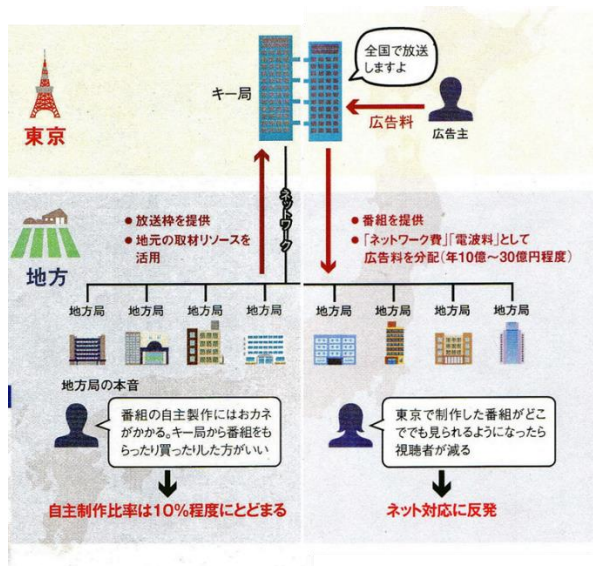 全国で放送
しますよ
キー局
東京
広告料
広告主
ネットワーク
地方
● 放送枠を提供
● 地元の取材リソースを
活用
● 番組を提供
● 「ネットワーク費」「電波料」として
広告料を分配(年10億〜30億円程度)
地方局 地方局 地方局 地方局 地方局 地方局 地方局 地方局
地方局の本音
番組の自主製作にはおカネ
がかかる。キー局から番組をも
らったり買ったりした方がいい
東京で制作した番組がどこ
ででも見られるようになったら
視聴者が減る
自主制作比率は10%程度にとどまる
ネット対応に反発